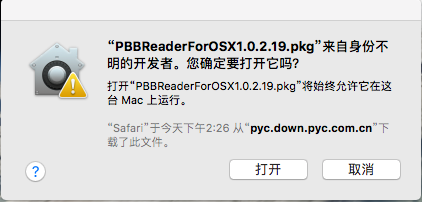 “PBBReaderForOSX1.0.2.19.pkg”来自身份不
明的开发者。您确定要打开它吗?
打开“PBBReaderForOSX1.0.2.19.pkg”将始终允许它在这
台 Mac 上运行。
“Safari”于今天下午2:26 从“pyc.down.pyc.com.cn”下
载了此文件。
?
打开
取消